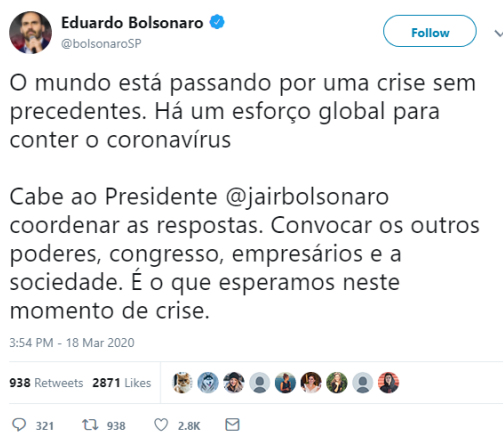 Eduardo Bolsonaro
@bolsonaroSP
Follow
O mundo está passando por uma crise sem
precedentes. Há um esforço global para
conter o coronavírus
Cabe ao Presidente @jairbolsonaro
coordenar as respostas. Convocar os outros
poderes, congresso, empresários e a
sociedade. É o que esperamos neste
momento de crise.
3:54 PM - 18 Mar 2020
938 Retweets 2871 Likes
321 938 2.8K